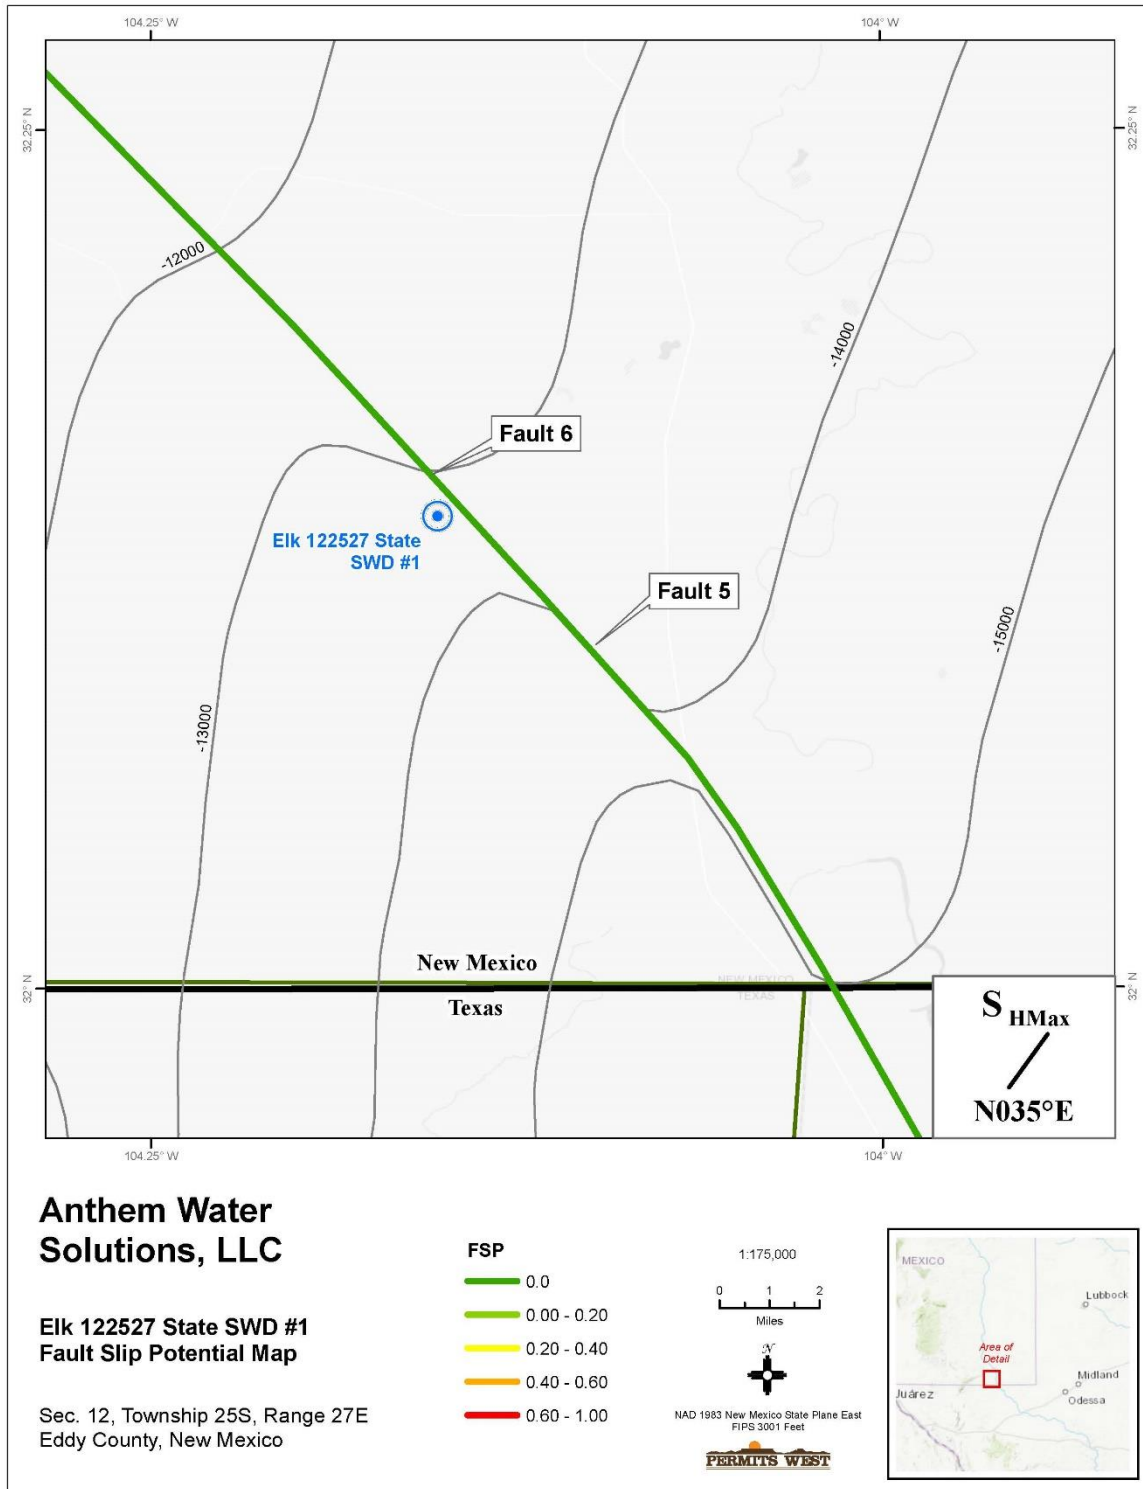 104.25° W
104° W
32.25° N
32.25° N
-12000
-14000
Fault 6
Elk 122527 State
SWD #1
Fault 5
-15000
-13000
New Mexico
NEW MEXICO
TEXAS
Texas
32° N
32° N
S HMax
N035°E
104.25° W
104° W
Anthem Water
Solutions, LLC
Elk 122527 State SWD #1
Fault Slip Potential Map
Sec. 12, Township 25S, Range 27E
Eddy County, New Mexico
FSP
0.0
0.00 - 0.20
0.20 - 0.40
0.40 - 0.60
0.60 - 1.00
1:175,000
0 1 2
Miles
N
NAD 1983 New Mexico State Plane East
FIPS 3001 Feet
PERMITS WEST
MEXICO
Lubbock
Area of
Detail
Midland
Odessa
Juárez